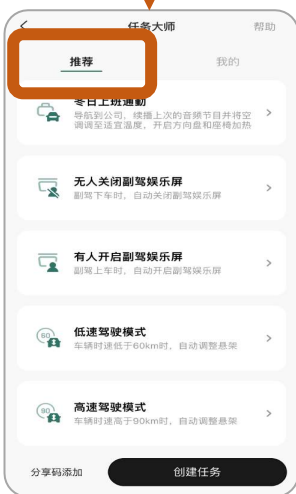 任务大师
帮助
推荐
我的
冬日上班通勤
导航到公司，续播上次的音频节目并将空
调调至适宜温度，开启方向盘和座椅加热
无人关闭副驾娱乐屏
副驾下车时，自动关闭副驾娱乐屏
有人开启副驾娱乐屏
副驾上车时，自动开启副驾娱乐屏
60
低速驾驶模式
车辆时速低于60km时，自动调整悬架
90
高速驾驶模式
车辆时速高于90km时，自动调整悬架
分享码添加
创建任务